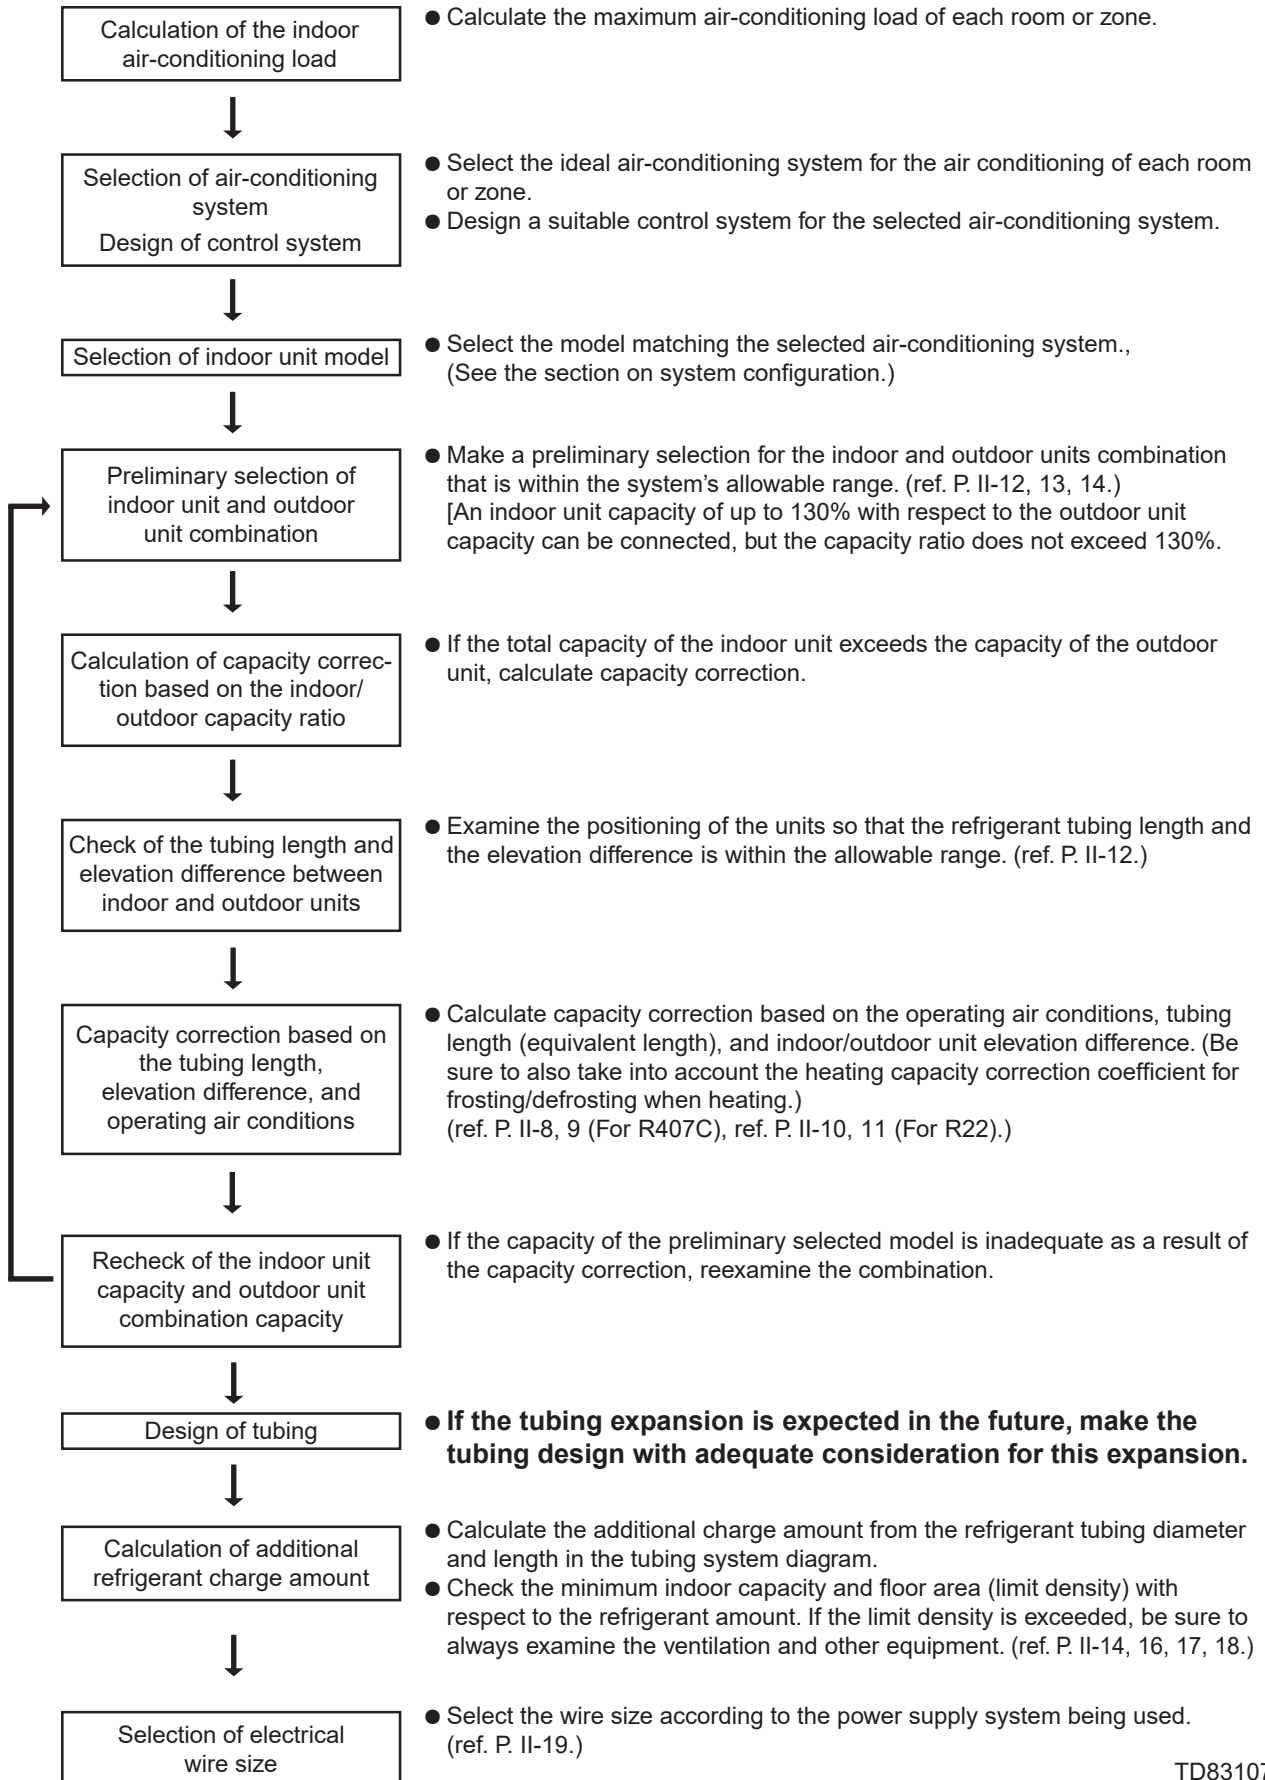 Calculation of the indoor
air-conditioning load
● Calculate the maximum air-conditioning load of each room or zone.
Selection of air-conditioning
system
Design of control system
● Select the ideal air-conditioning system for the air conditioning of each room
or zone.
● Design a suitable control system for the selected air-conditioning system.
Selection of indoor unit model
● Select the model matching the selected air-conditioning system.,
(See the section on system configuration.)
Preliminary selection of
indoor unit and outdoor
unit combination
● Make a preliminary selection for the indoor and outdoor units combination
that is within the system's allowable range. (ref. P. II-12, 13, 14.)
[An indoor unit capacity of up to 130% with respect to the outdoor unit
capacity can be connected, but the capacity ratio does not exceed 130%.
Calculation of capacity correc-
tion based on the indoor/
outdoor capacity ratio
● If the total capacity of the indoor unit exceeds the capacity of the outdoor
unit, calculate capacity correction.
Check of the tubing length and
elevation difference between
indoor and outdoor units
● Examine the positioning of the units so that the refrigerant tubing length and
the elevation difference is within the allowable range. (ref. P. II-12.)
Capacity correction based on
the tubing length,
elevation difference, and
operating air conditions
● Calculate capacity correction based on the operating air conditions, tubing
length (equivalent length), and indoor/outdoor unit elevation difference. (Be
sure to also take into account the heating capacity correction coefficient for
frosting/defrosting when heating.)
(ref. P. II-8, 9 (For R407C), ref. P. II-10, 11 (For R22).)
Recheck of the indoor unit
capacity and outdoor unit
combination capacity
● If the capacity of the preliminary selected model is inadequate as a result of
the capacity correction, reexamine the combination.
Design of tubing
● If the tubing expansion is expected in the future, make the
tubing design with adequate consideration for this expansion.
Calculation of additional
refrigerant charge amount
● Calculate the additional charge amount from the refrigerant tubing diameter
and length in the tubing system diagram.
● Check the minimum indoor capacity and floor area (limit density) with
respect to the refrigerant amount. If the limit density is exceeded, be sure to
always examine the ventilation and other equipment. (ref. P. II-14, 16, 17, 18.)
Selection of electrical
wire size
● Select the wire size according to the power supply system being used.
(ref. P. II-19.)
TD83107